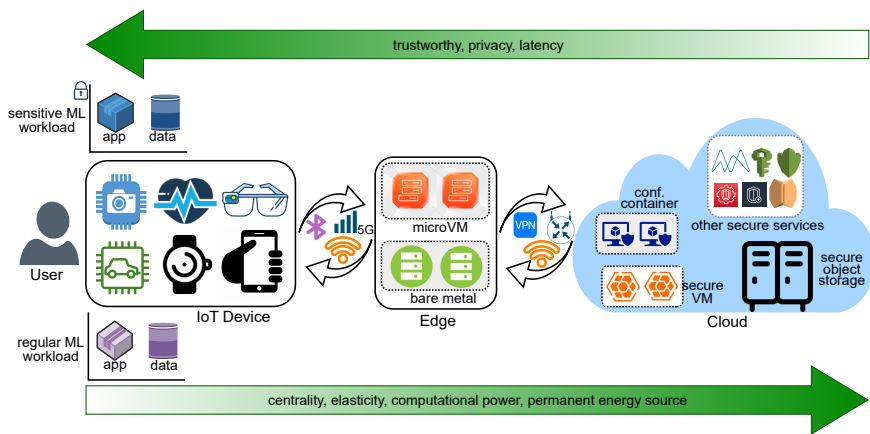 trustworthy, privacy, latency
sensitive ML
workload
app
data
User
IoT Device
5G
microVM
bare metal
Edge
VPN
conf.
container
other secure services
secure
VM
secure
object
storage
Cloud
regular ML
workload
app
data
centrality, elasticity, computational power, permanent energy source